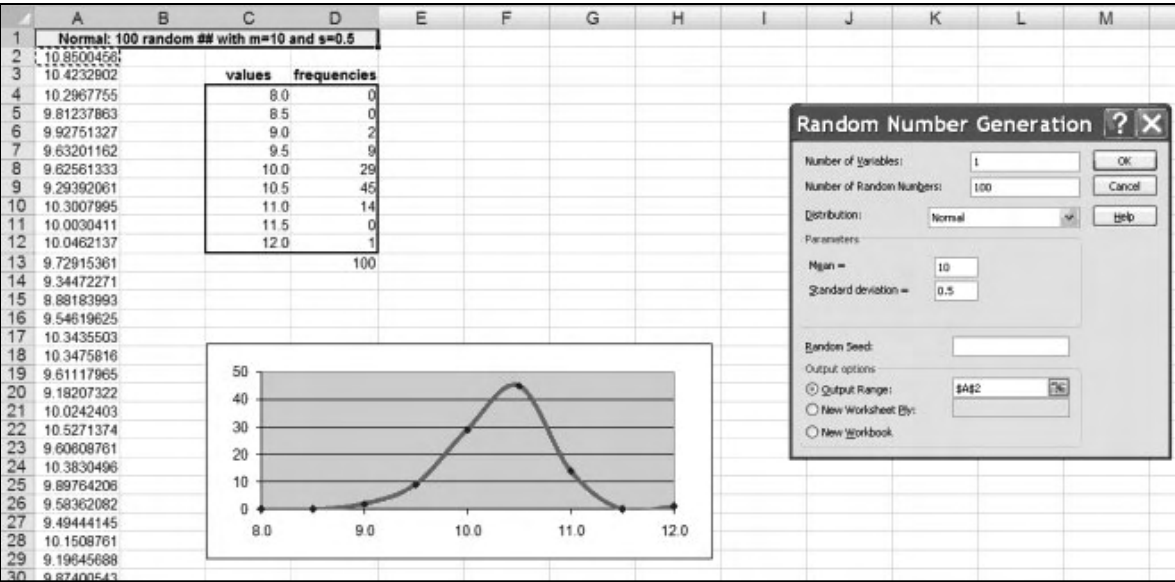 A B C D E F G H I J K L M
1 Normal: 100 random ## with m=10 and s=0.5
2 10.8500456
3 10.4232902 values frequencies
4 10.2967755 8.0 0
5 9.81237863 8.5 0
6 9.92751327 9.0 2
7 9.63201162 9.5 9
8 9.62561333 10.0 29
9 9.29392061 10.5 45
10 10.3007995 11.0 14
11 10.0030411 11.5 0
12 10.0462137 12.0 1
13 9.72915361 100
14 9.34472271
15 8.88183993
16 9.54619625
17 10.3435503
18 10.3475816
19 9.61117965
20 9.18207322
21 10.0242403
22 10.5271374
23 9.60608761
24 10.3830496
25 9.89764206
26 9.58362082
27 9.49444145
28 10.1508761
29 9.19645688
30 9.87400543
50
40
30
20
10
0
8.0 9.0 10.0 11.0 12.0
Random Number Generation ? X
Number of Variables: 1 OK
Number of Random Numbers: 100 Cancel
Distribution: Normal Help
Parameters
Mean = 10
Standard deviation = 0.5
Random Seed:
Output options
Output Range: $A$2
New Worksheet Ply:
New Workbook